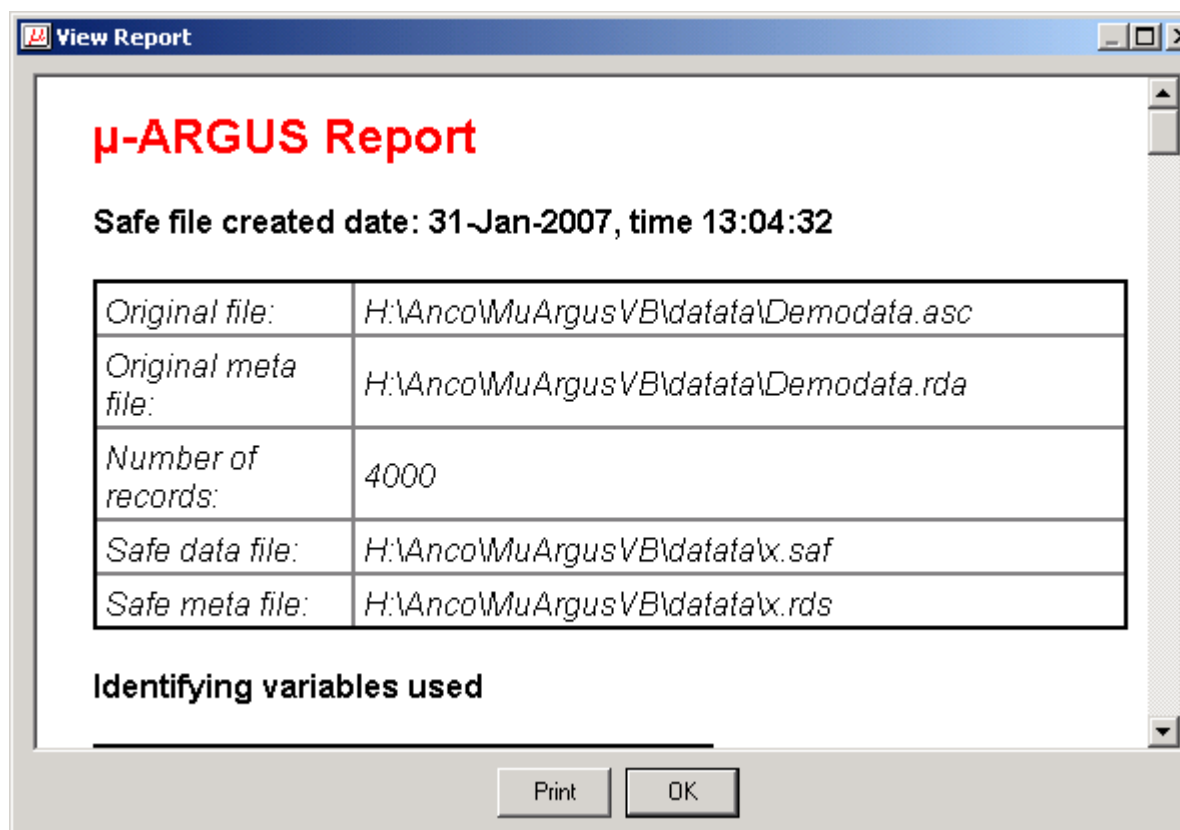 View Report
µ-ARGUS Report
Safe file created date: 31-Jan-2007, time 13:04:32
Original file: H:\Anco\MuArgusVB\datata\Demodata.asc
Original meta
file: H:\Anco\MuArgusVB\datata\Demodata.rda
Number of
records: 4000
Safe data file: H:\Anco\MuArgusVB\datata\x.saf
Safe meta file: H:\Anco\MuArgusVB\datata\x.rds
Identifying variables used
Print OK